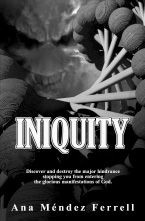 INIQUITY
Discover and destroy the major hindrance
stopping you from entering
the glorious manifestations of God.
Ana Méndez Ferrell